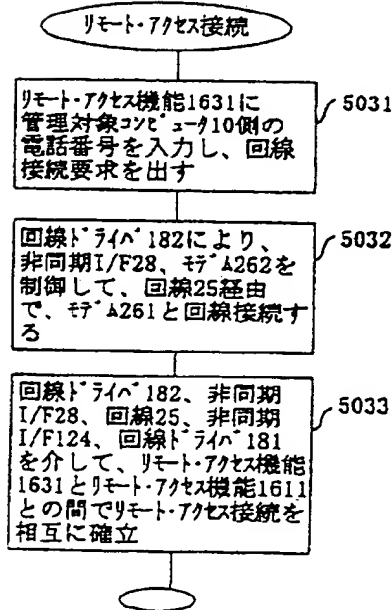 リモート・アクセス接続
リモート・アクセス機能1631に
管理対象コンピュータ10側の
電話番号を入力し、回線
接続要求を出す
5031
回線ドライバ182により、
非同期I/F28、モデム262を
制御して、回線25経由
で、モデム261と回線接続す
る
5032
回線ドライバ182、非同期
I/F28、回線25、非同期
I/F124、回線ドライバ181
を介して、リモート・アクセス機能
1631とリモート・アクセス機能1611
との間でリモート・アクセス接続を
相互に確立
5033